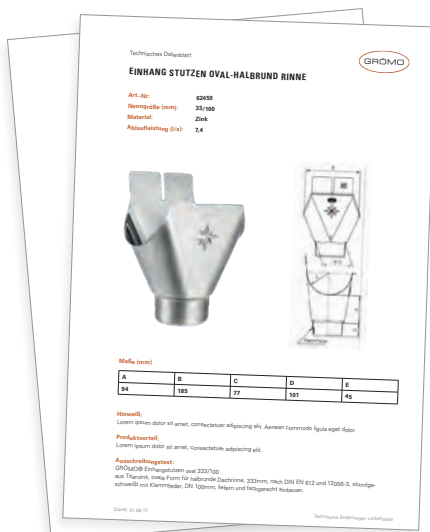 Technisches Datenblatt
GRÖMO
EINHANG STUTZEN OVAL-HALBRUND RINNE
Art.-Nr: 62450
Nenngröße (mm): 33/100
Material: Zink
Ablaufleistung (l/s): 7,4
Maße (mm)
A B C D E
94 185 77 101 45
Hinweiß:
Lorem ipsum dolor sit amet, consectetuer adipiscing elit. Aenean commodo ligula eget dolor.
Produktvorteil:
Lorem ipsum dolor sit amet, consectetuer adipiscing elit.
Ausschreibungstext:
GRÖMO® Einhangstutzen oval 333/100
aus Titanzink, ovale Form für halbrunde Dachrinne, 333mm, nach DIN EN 612 und 12056-3, stumpfge-
schweißt mit Klemmfeder, DN 100mm, liefern und fachgerecht einbauen.
Stand: 31.08.17
Technische Änderungen vorbehalten